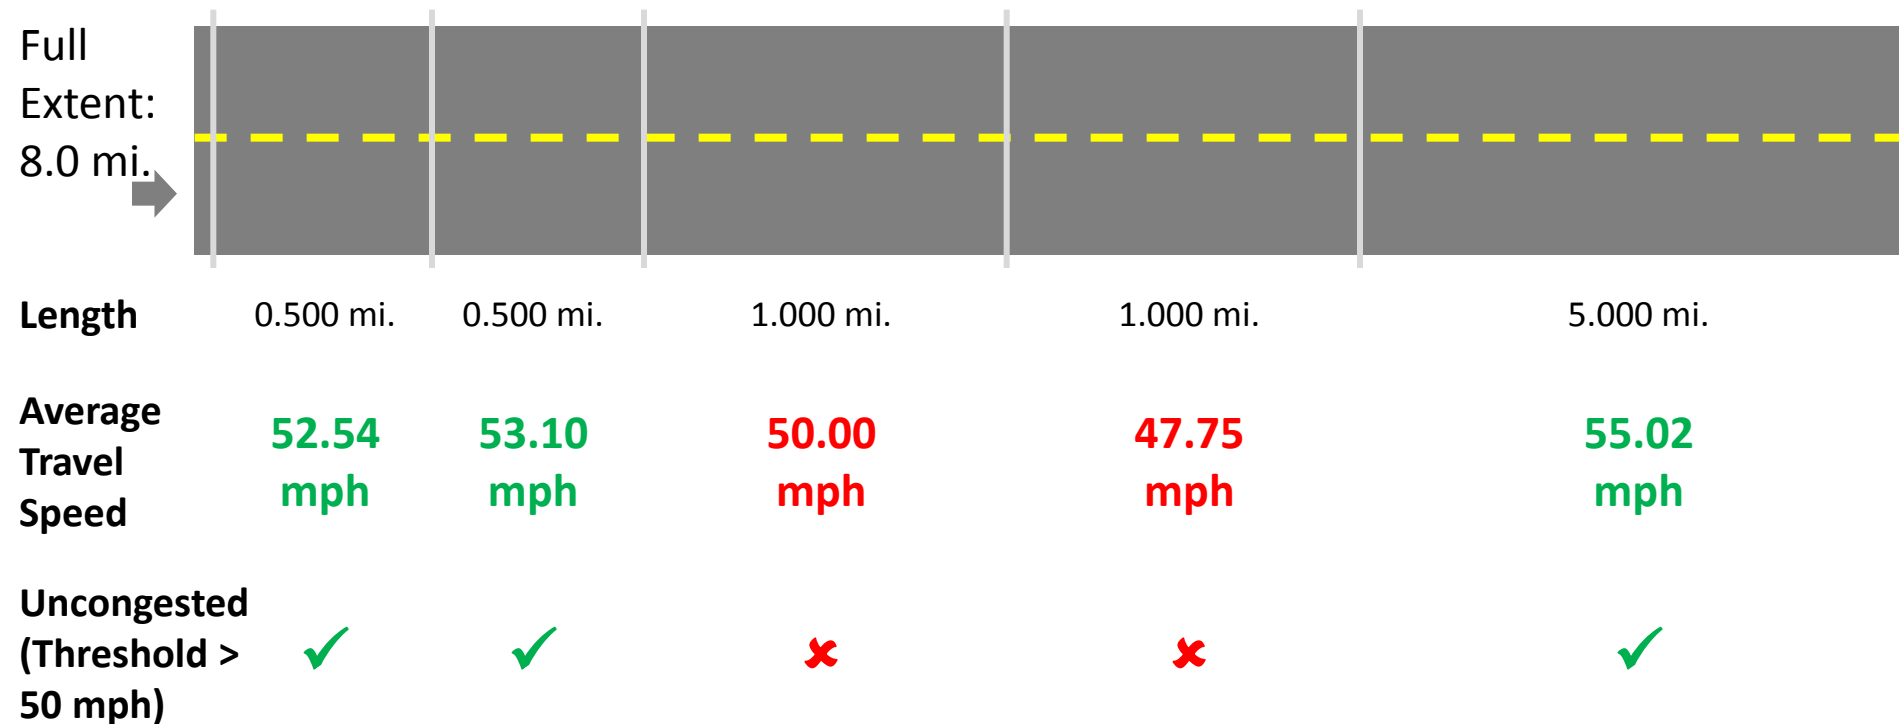 Full
Extent:
8.0 mi.
Length 0.500 mi. 0.500 mi. 1.000 mi. 1.000 mi. 5.000 mi.
Average
Travel
Speed
52.54
mph
53.10
mph
50.00
mph
47.75
mph
55.02
mph
Uncongested
(Threshold >
50 mph)